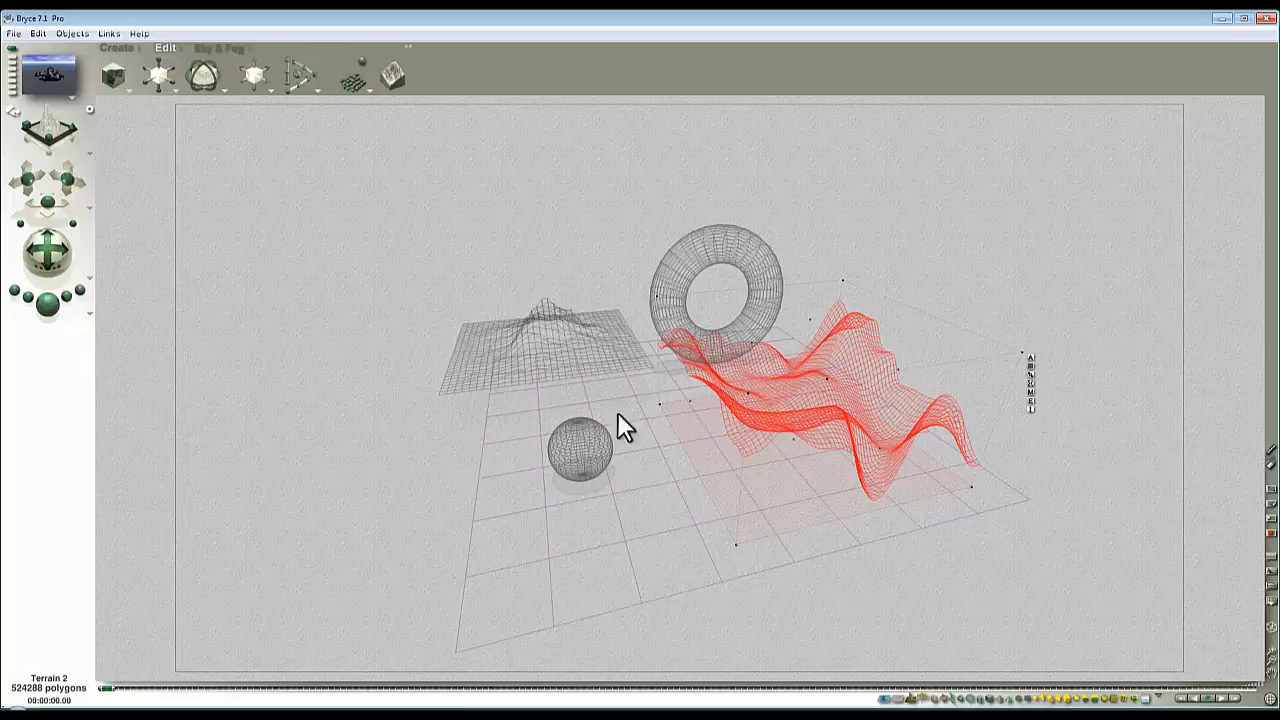 Bryce 7.1 Pro
File Edit Objects Links Help
Create Edit Sky & Fog
A
M
E
Terrain 2
524288 polygons
00:00:00.00